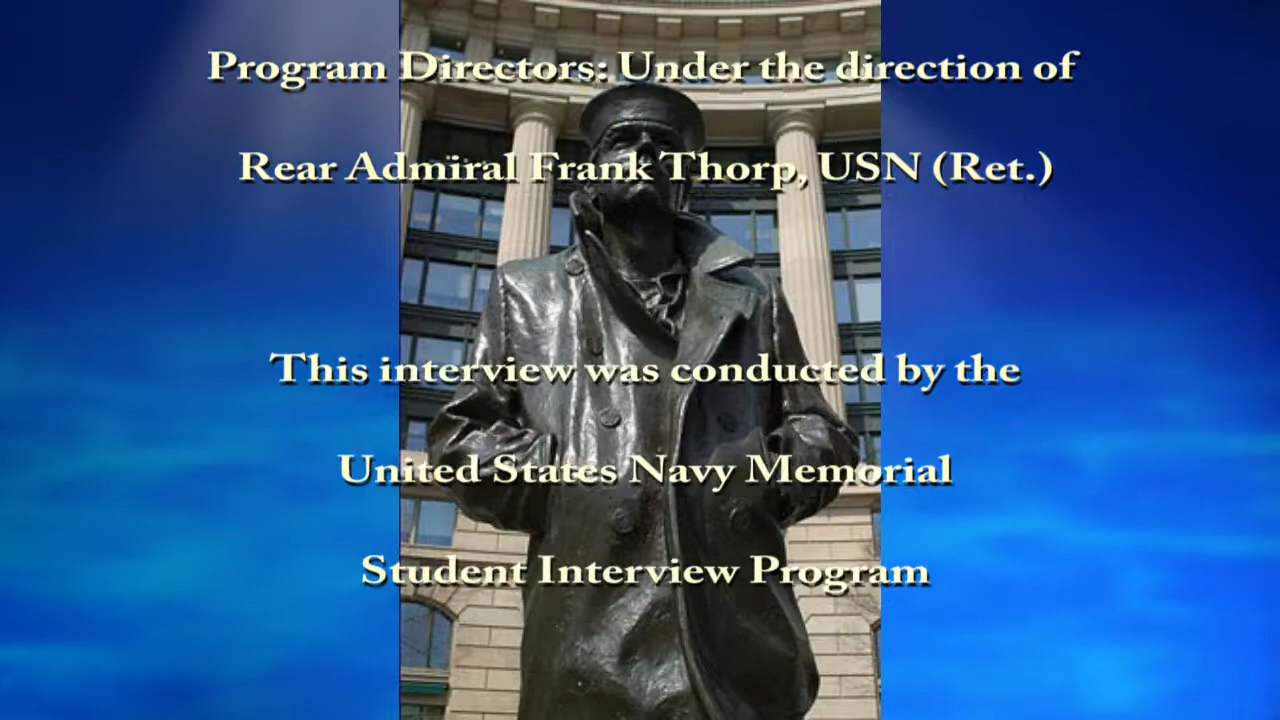 Program Directors: Under the direction of
Rear Admiral Frank Thorp, USN (Ret.)
This interview was conducted by the
United States Navy Memorial
Student Interview Program